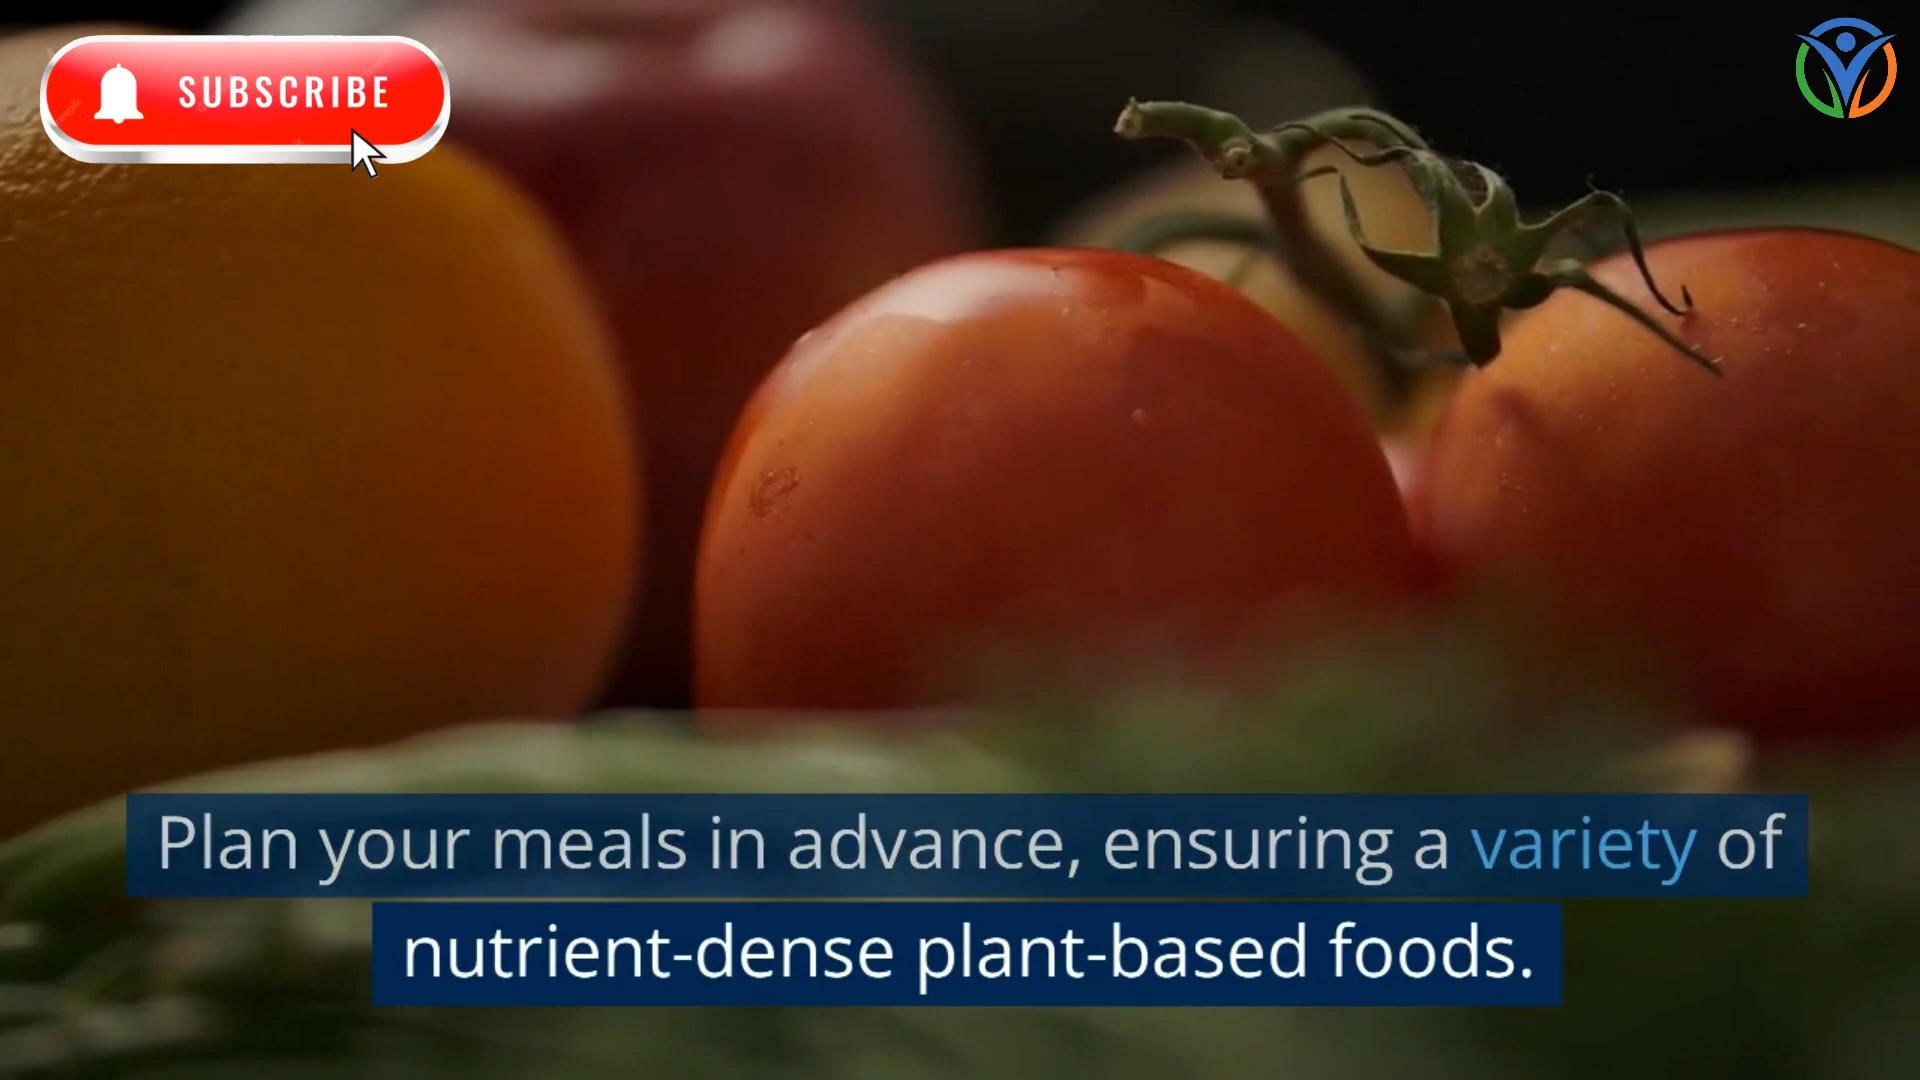 SUBSCRIBE
Plan your meals in advance, ensuring a variety of
nutrient-dense plant-based foods.